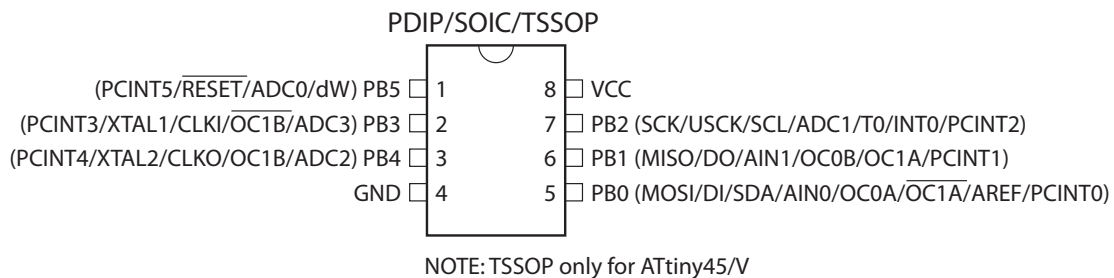 PDIP/SOIC/TSSOP
(PCINT5/RESET/ADC0/dW) PB5 1 8 VCC
(PCINT3/XTAL1/CLKI/OC1B/ADC3) PB3 2 7 PB2 (SCK/USCK/SCL/ADC1/T0/INT0/PCINT2)
(PCINT4/XTAL2/CLKO/OC1B/ADC2) PB4 3 6 PB1 (MISO/DO/AIN1/OC0B/OC1A/PCINT1)
GND 4 5 PB0 (MOSI/DI/SDA/AIN0/OC0A/OC1A/AREF/PCINT0)
NOTE: TSSOP only for ATtiny45/V